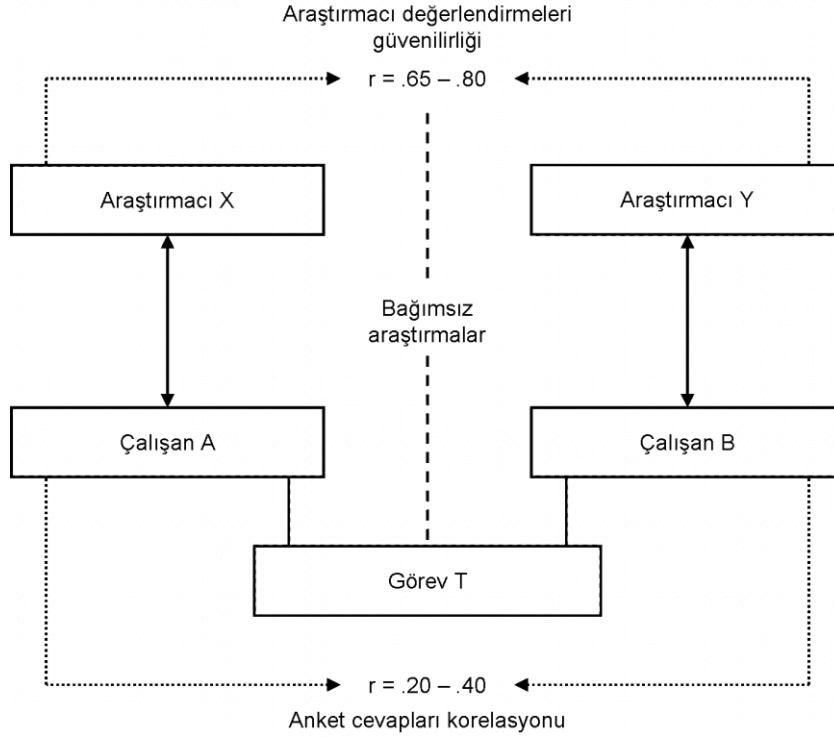 Araştırmacı değerlendirmeleri
güvenilirliği
r = .65 – .80
Araştırmacı X
Araştırmacı Y
Bağımsız
araştırmalar
Çalışan A
Çalışan B
Görev T
r = .20 – .40
Anket cevapları korelasyonu